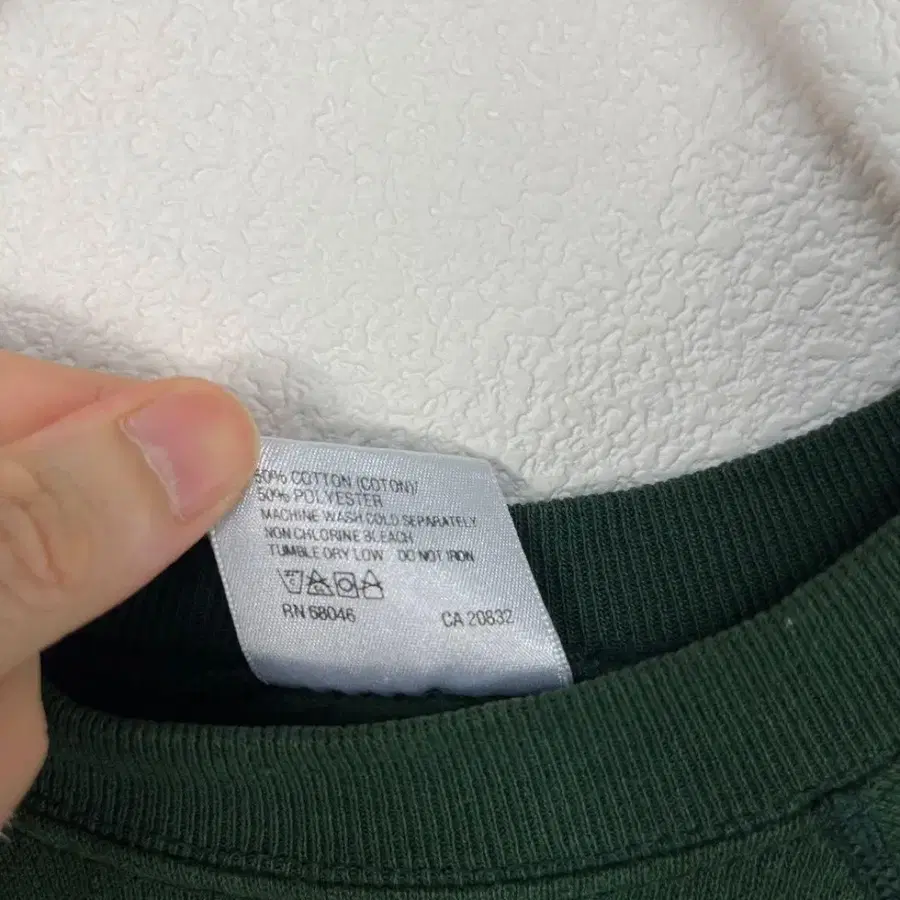 50% COTTON (COTON)/
50% POLYESTER
MACHINE WASH COLD SEPARATELY
NON CHLORINE BLEACH
TUMBLE DRY LOW DO NOT IRON
RN 68046 CA 20832